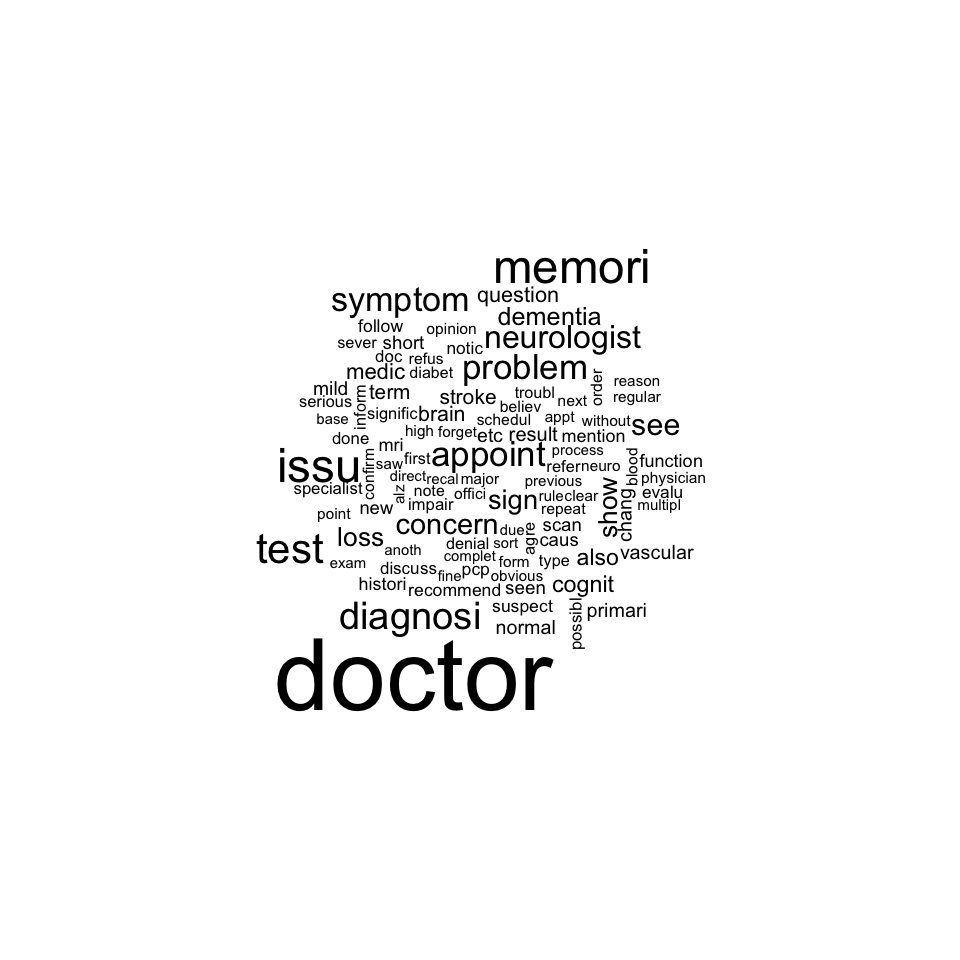 memori
symptom question
dementia
follow opinion neurologist
sever short notic
doc refus problem
medic diabet order reason
mild term stroke troubl regular
serious inform believ next
base signific brain schedul appt without see
high forget etc result mention
done mri
issu confirm saw first appoint process blood function
refer neuro
direct recal major previous physician
specialist alz note offici sign rule clear show chang evalu
new impair repeat multipl
point
concern due agre scan
test loss anoth denial sort caus
exam complet form type also vascular
discuss fine pcp obvious
histori recommend seen cognit
diagnosi suspect possibl primari
normal
doctor